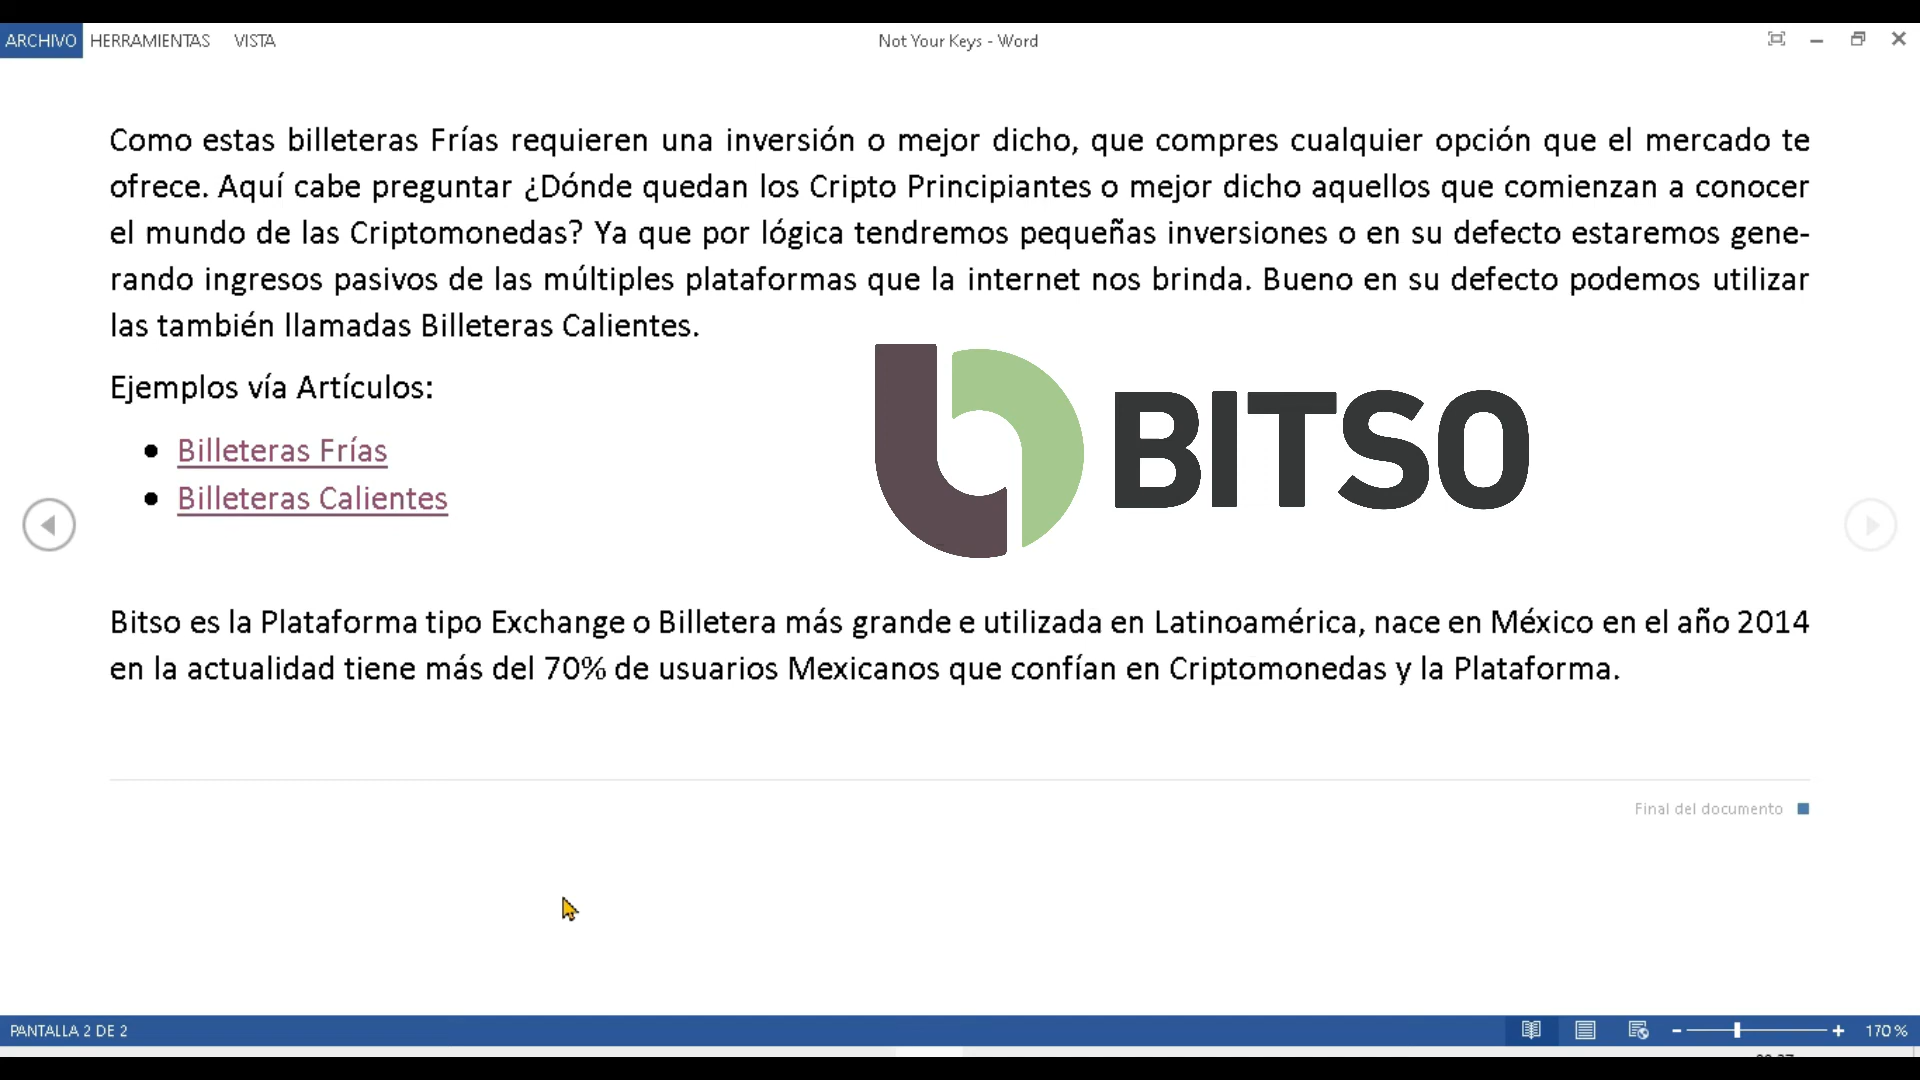 ARCHIVO HERRAMIENTAS VISTA Not Your Keys - Word
Como estas billeteras Frías requieren una inversión o mejor dicho, que compres cualquier opción que el mercado te
ofrece. Aquí cabe preguntar ¿Dónde quedan los Cripto Principiantes o mejor dicho aquellos que comienzan a conocer
el mundo de las Criptomonedas? Ya que por lógica tendremos pequeñas inversiones o en su defecto estaremos gene-
rando ingresos pasivos de las múltiples plataformas que la internet nos brinda. Bueno en su defecto podemos utilizar
las también llamadas Billeteras Calientes.
Ejemplos vía Artículos:
• Billeteras Frías
• Billeteras Calientes
BITSO
Bitso es la Plataforma tipo Exchange o Billetera más grande e utilizada en Latinoamérica, nace en México en el año 2014
en la actualidad tiene más del 70% de usuarios Mexicanos que confían en Criptomonedas y la Plataforma.
Final del documento
PANTALLA 2 DE 2 170 %